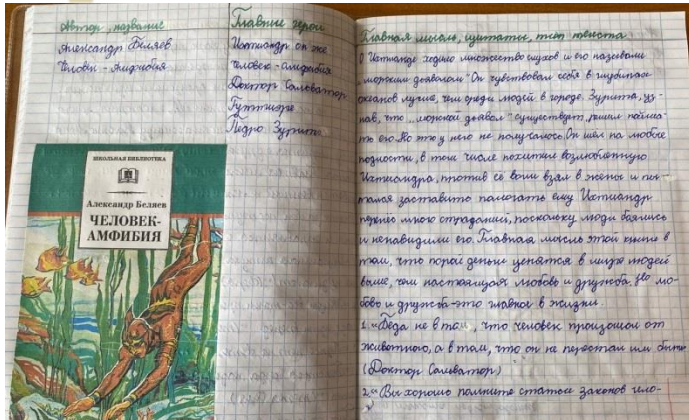 Автор, название
Александр Беляев
Человек-Амфибия
Главные герои
Ихтиандр он же
человек-амфибия
Доктор Сальватор
Гуттиэре
Педро Зурита
ШКОЛЬНАЯ БИБЛИОТЕКА
Александр Беляев
ЧЕЛОВЕК-
АМФИБИЯ
Главная мысль, цитаты, тип текста
О Ихтиандре ходило множество слухов и его называли
„морским дьяволом" Он чувствовал себя в глубинах
океанов лучше, чем среди людей в городе. Зурита, уз-
нав, что „морской дьявол" существует, решил пойма-
ть его. Но это у него не получалось. Он шел на любые
подлости, в том числе похитил возлюбленную
Ихтиандра, против её воли взял в жены и пы-
тался заставить помогать ему Ихтиандр
перенес много страданий, поскольку люди боялись
и ненавидили его. Главная мысль этой книги в
том, что порой деньги ценятся в мире людей
выше, чем настоящая любовь и дружба. Но лю-
бовь и дружба-это главное в жизни.
1. „Беда не в том, что человек произошел от
животного, а в том, что он не перестал им быть"
(Доктор Сальватор)
2. „Вы хорошо помните статьи законов чело-